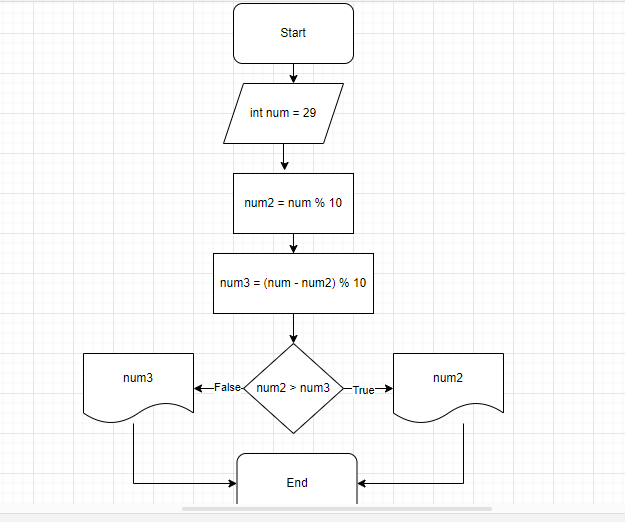 Start
int num = 29
num2 = num % 10
num3 = (num - num2) % 10
num3
False
num2 > num3
True
num2
End